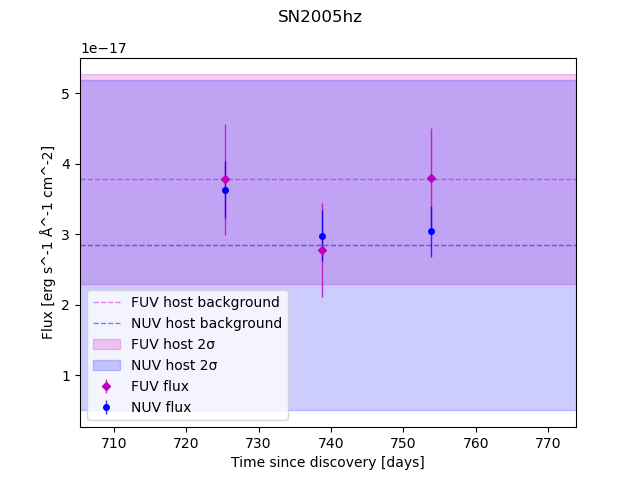 SN2005hz
1e−17
5
4
3
2
1
Flux [erg s^-1 Å^-1 cm^-2]
FUV host background
NUV host background
FUV host 2σ
NUV host 2σ
FUV flux
NUV flux
710 720 730 740 750 760 770
Time since discovery [days]